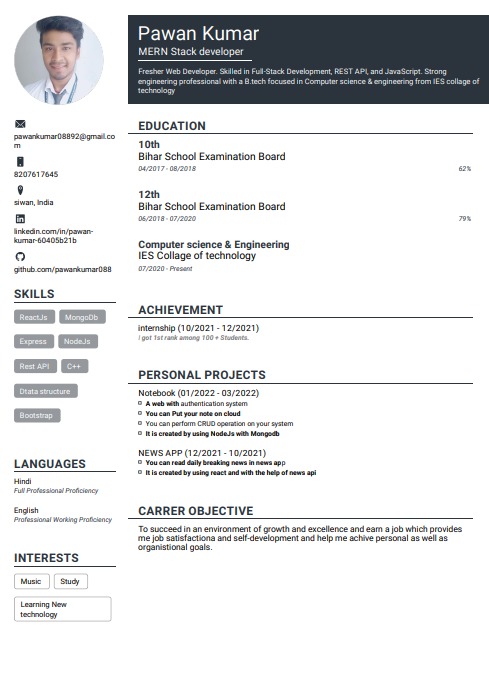 Pawan Kumar
MERN Stack developer
Fresher Web Developer. Skilled in Full-Stack Development, REST API, and JavaScript. Strong
engineering professional with a B.tech focused in Computer science & engineering from IES collage of
technology
pawankumar08892@gmail.co
m
8207617645
siwan, India
linkedin.com/in/pawan-
kumar-60405b21b
github.com/pawankumar088
SKILLS
ReactJs MongoDb
Express NodeJs
Rest API C++
Dtata structure
Bootstrap
LANGUAGES
Hindi
Full Professional Proficiency
English
Professional Working Proficiency
INTERESTS
Music Study
Learning New
technology
EDUCATION
10th
Bihar School Examination Board
04/2017 - 08/2018 62%
12th
Bihar School Examination Board
06/2018 - 07/2020 79%
Computer science & Engineering
IES Collage of technology
07/2020 - Present
ACHIEVEMENT
internship (10/2021 - 12/2021)
I got 1st rank among 100 + Students.
PERSONAL PROJECTS
Notebook (01/2022 - 03/2022)
A web with authentication system
You can Put your note on cloud
You can perform CRUD operation on your system
It is created by using NodeJs with Mongodb
NEWS APP (12/2021 - 10/2021)
You can read daily breaking news in news app
It is created by using react and with the help of news api
CARRER OBJECTIVE
To succeed in an environment of growth and excellence and earn a job which provides
me job satisfactiona and self-development and help me achive personal as well as
organistional goals.